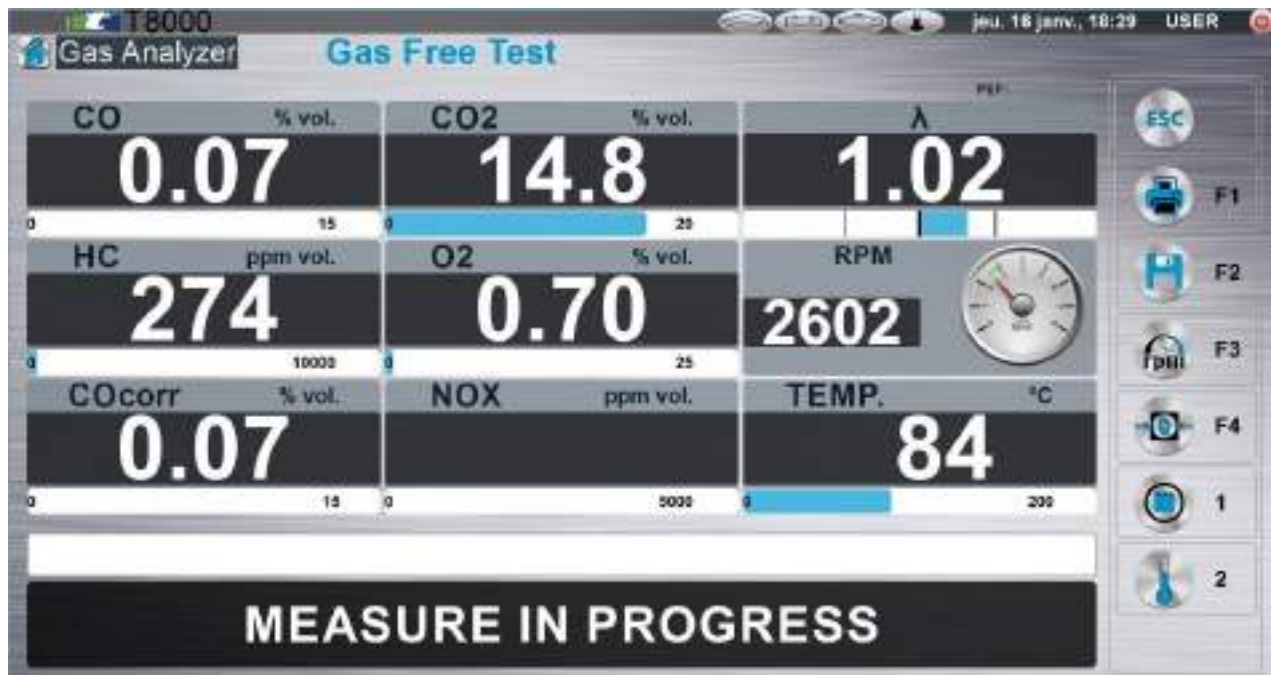 T8000 jeu. 16 janv., 18:29 USER
Gas Analyzer Gas Free Test
CO % vol. CO2 % vol. λ ESC
0.07 14.8 1.02
F1
0 15 0 20
HC ppm vol. O2 % vol. RPM
F2
274 0.70 2602
F3
0 10000 0 25
COcorr % vol. NOX ppm vol. TEMP. °C
F4
0.07 84
0 15 0 5000 0 200
1
2
MEASURE IN PROGRESS